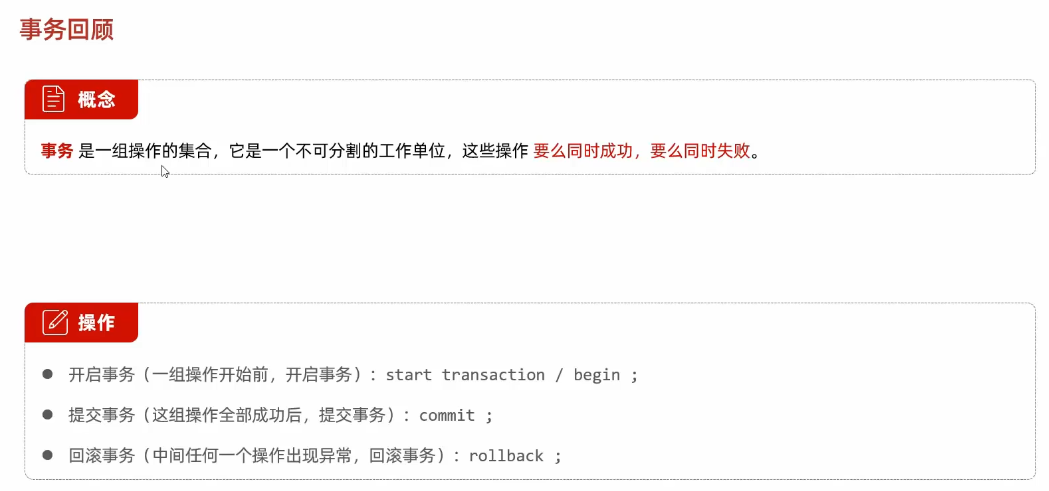 事务回顾
概念
事务 是一组操作的集合，它是一个不可分割的工作单位，这些操作 要么同时成功，要么同时失败。
操作
● 开启事务（一组操作开始前，开启事务）：start transaction / begin ;
● 提交事务（这组操作全部成功后，提交事务）：commit ;
● 回滚事务（中间任何一个操作出现异常，回滚事务）：rollback ;